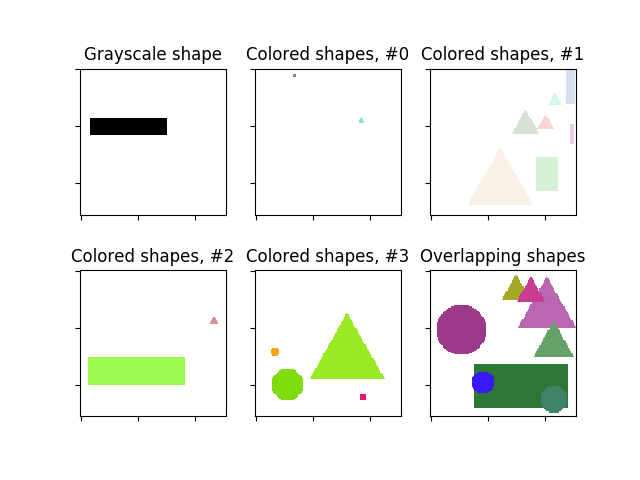 Grayscale shape
Colored shapes, #0
Colored shapes, #1
Colored shapes, #2
Colored shapes, #3
Overlapping shapes